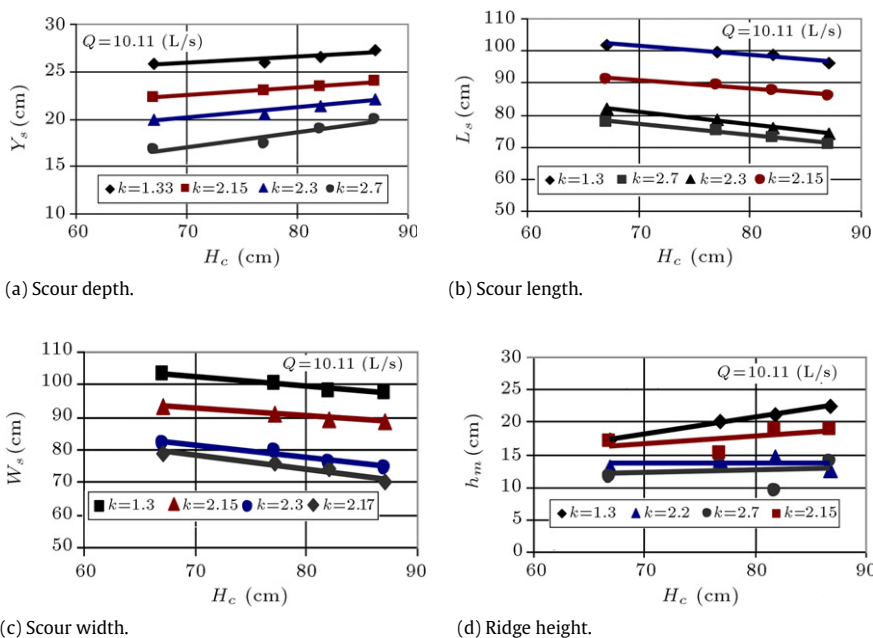 30
25
20
15
10
Y_s (cm)
Q=10.11 (L/s)
k=1.33 k=2.15 k=2.3 k=2.7
60 70 80 90
H_c (cm)
(a) Scour depth.
110
100
90
80
70
60
50
L_s (cm)
Q=10.11 (L/s)
k=1.3 k=2.7 k=2.3 k=2.15
60 70 80 90
H_c (cm)
(b) Scour length.
110
100
90
80
70
60
50
W_s (cm)
Q=10.11 (L/s)
k=1.3 k=2.15 k=2.3 k=2.17
60 70 80 90
H_c (cm)
(c) Scour width.
30
25
20
15
10
5
0
h_m (cm)
Q=10.11 (L/s)
k=1.3 k=2.2 k=2.7 k=2.15
60 70 80 90
H_c (cm)
(d) Ridge height.